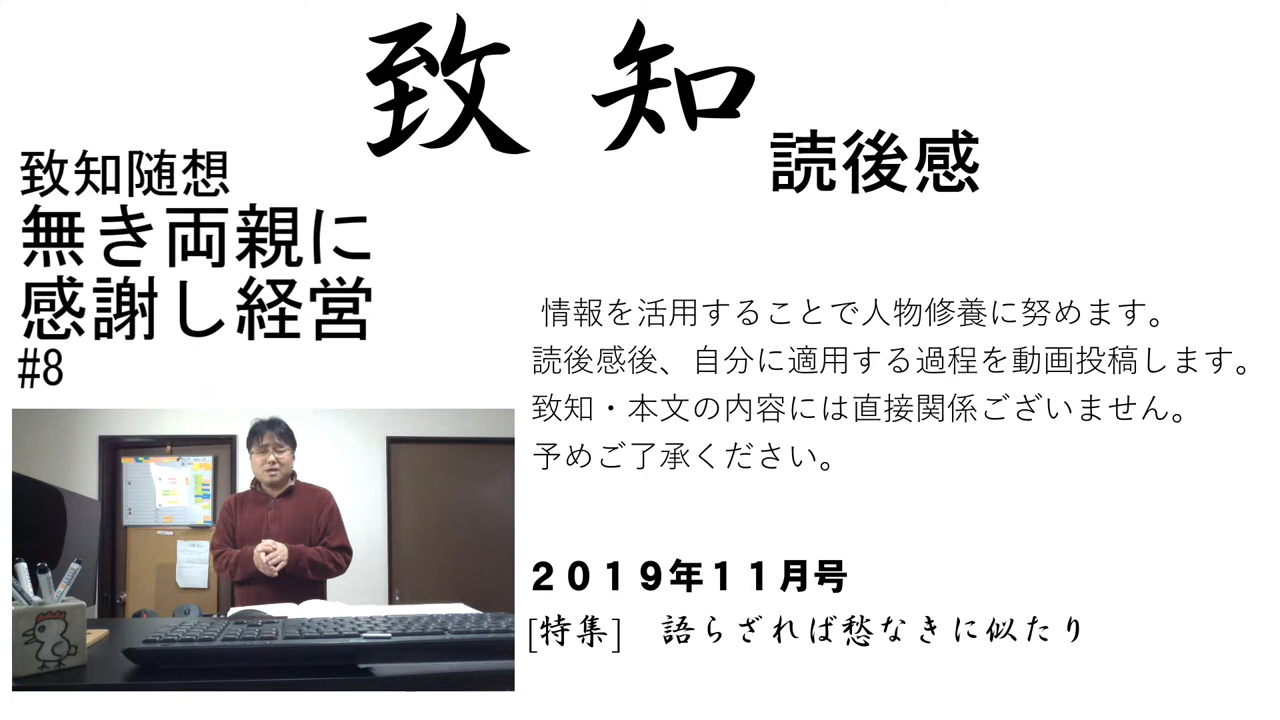 致知
読後感
致知随想
無き両親に
感謝し経営
#8
情報を活用することで人物修養に努めます。
読後感後、自分に適用する過程を動画投稿します。
致知・本文の内容には直接関係ございません。
予めご了承ください。
２０１９年１１月号
[特集]　語らざれば愁なきに似たり